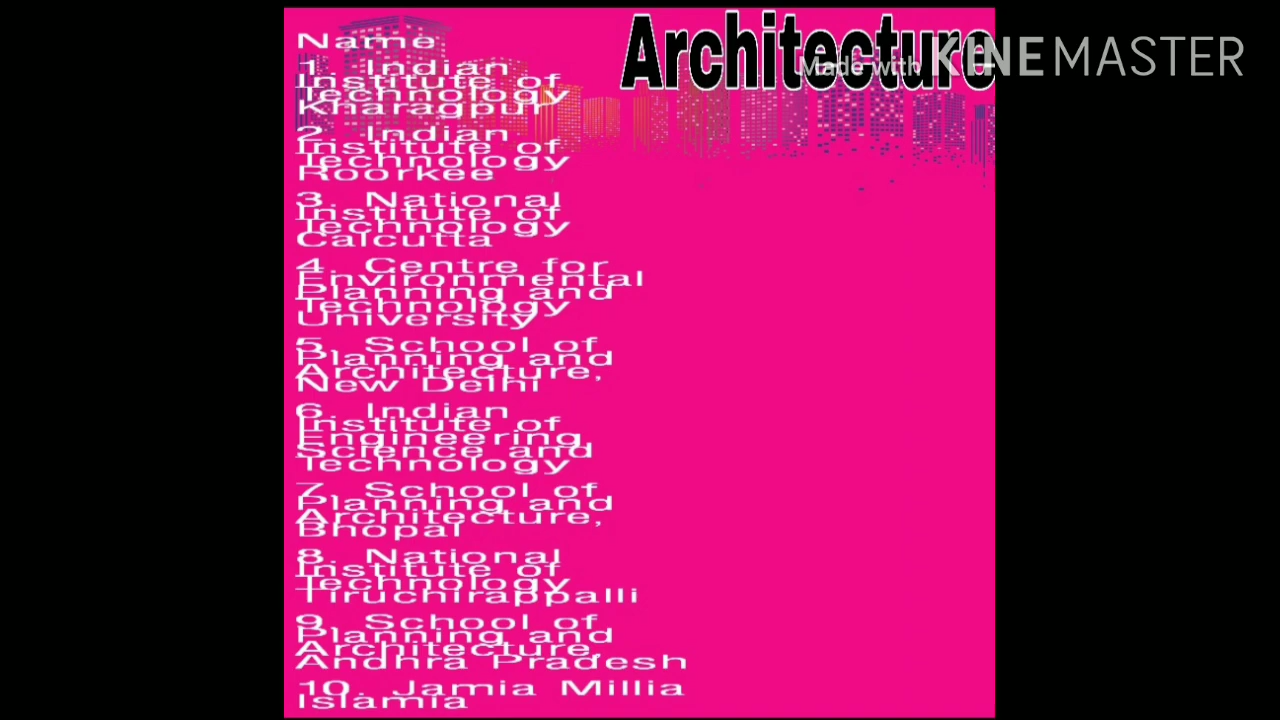 Architecture
Made with KINEMASTER
Name
1. Indian
Institute of
Technology
Kharagpur
2. Indian
Institute of
Technology
Roorkee
3. National
Institute of
Technology
Calcutta
4. Centre for
Environmental
Planning and
Technology
University
5. School of
Planning and
Architecture,
New Delhi
6. Indian
Institute of
Engineering
Science and
Technology
7. School of
Planning and
Architecture,
Bhopal
8. National
Institute of
Technology
Tiruchirappalli
9. School of
Planning and
Architecture,
Andhra Pradesh
10. Jamia Millia
Islamia